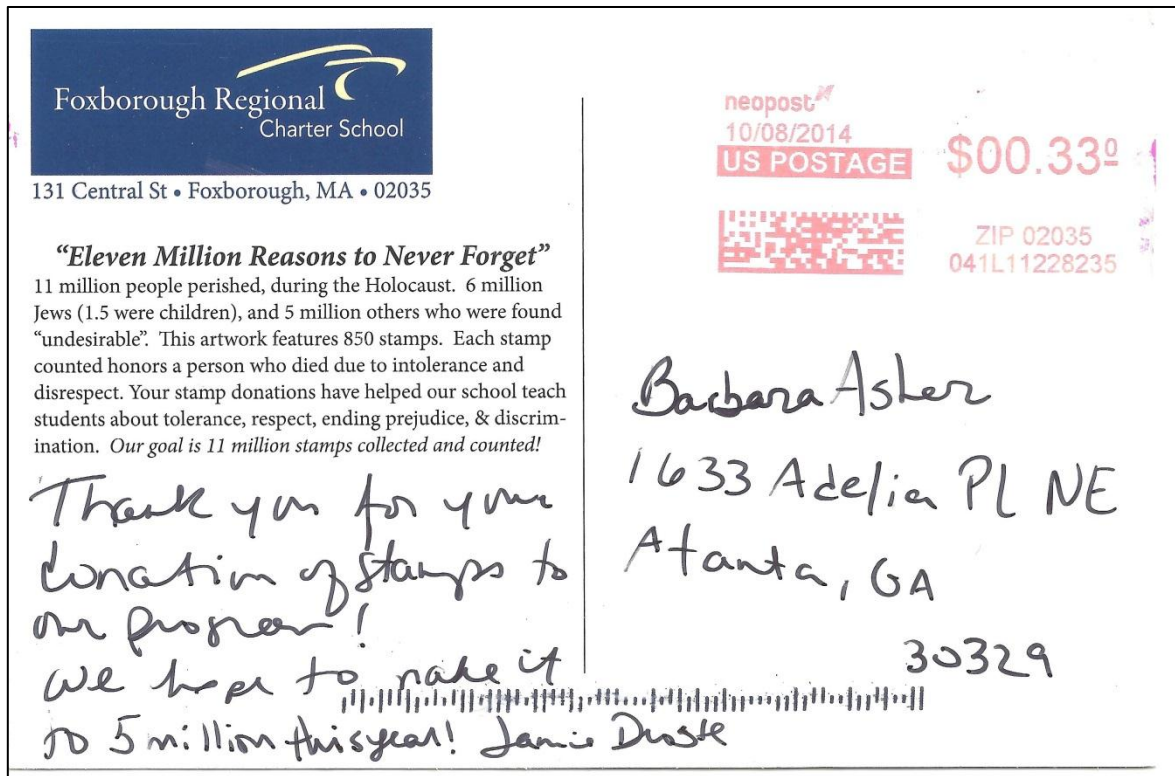 Foxborough Regional
Charter School
131 Central St • Foxborough, MA • 02035
“Eleven Million Reasons to Never Forget”
11 million people perished, during the Holocaust. 6 million
Jews (1.5 were children), and 5 million others who were found
“undesirable”. This artwork features 850 stamps. Each stamp
counted honors a person who died due to intolerance and
disrespect. Your stamp donations have helped our school teach
students about tolerance, respect, ending prejudice, & discrim-
ination. Our goal is 11 million stamps collected and counted!
Thank you for your
donation of stamps to
our program!
We hope to make it
to 5 million this year! Jamie Droste
neopost
10/08/2014
US POSTAGE
$00.33⁰
ZIP 02035
041L11228235
Barbara Asher
1633 Adelia Pl NE
Atanta, GA
30329